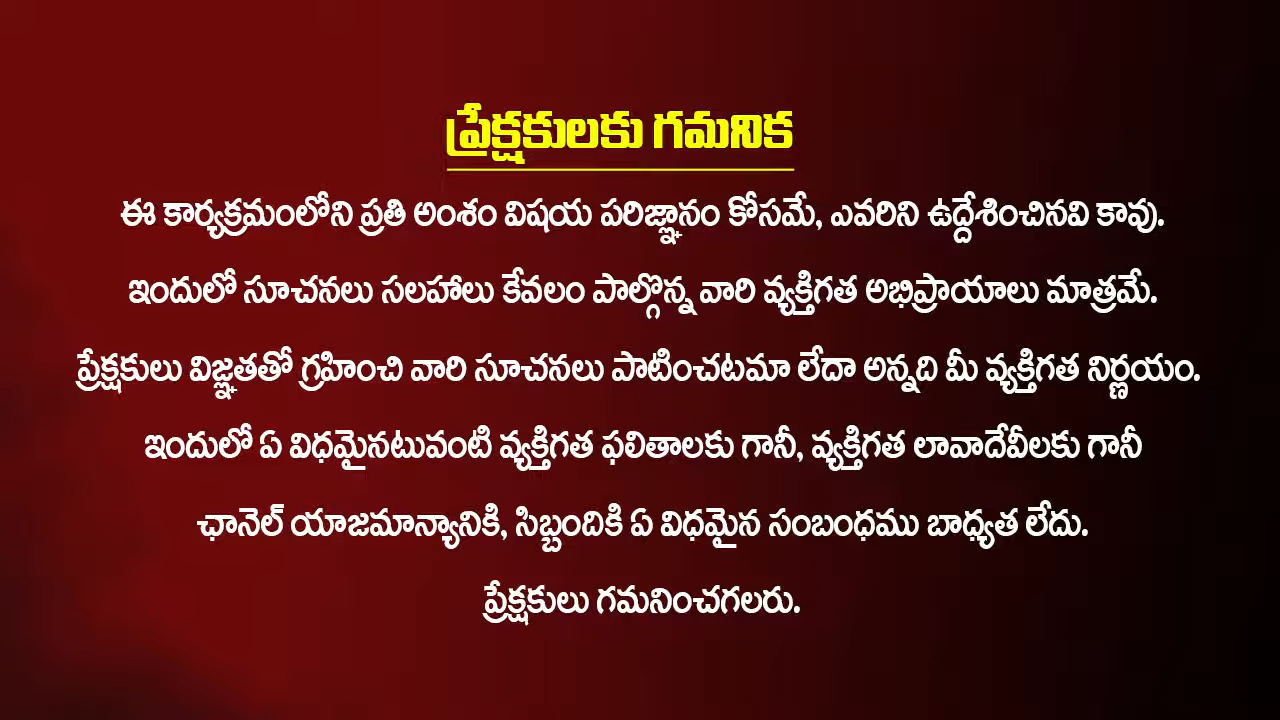 ప్రేక్షకులకు గమనిక
ఈ కార్యక్రమంలోని ప్రతి అంశం విషయ పరిజ్ఞానం కోసమే, ఎవరిని ఉద్దేశించినవి కావు.
ఇందులో సూచనలు సలహాలు కేవలం పాల్గొన్న వారి వ్యక్తిగత అభిప్రాయాలు మాత్రమే.
ప్రేక్షకులు విజ్ఞతతో గ్రహించి వారి సూచనలు పాటించటమా లేదా అన్నది మీ వ్యక్తిగత నిర్ణయం.
ఇందులో ఏ విధమైనటువంటి వ్యక్తిగత ఫలితాలకు గానీ, వ్యక్తిగత లావాదేవీలకు గానీ
ఛానెల్ యాజమాన్యానికి, సిబ్బందికి ఏ విధమైన సంబంధము బాధ్యత లేదు.
ప్రేక్షకులు గమనించగలరు.